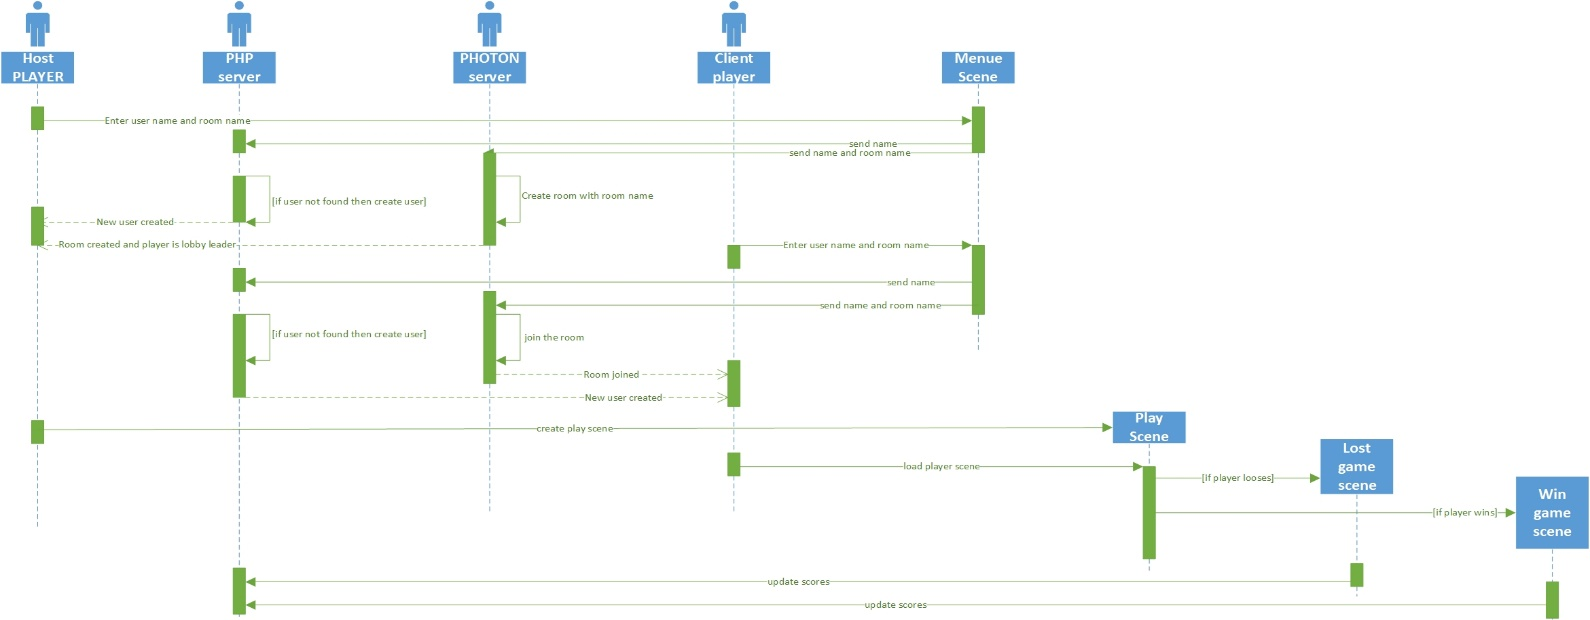 Host
PLAYER
PHP
server
PHOTON
server
Client
player
Menue
Scene
Enter user name and room name
send name
send name and room name
[if user not found then create user]
Create room with room name
New user created
Room created and player is lobby leader
Enter user name and room name
send name
send name and room name
[if user not found then create user]
join the room
Room joined
New user created
create play scene
Play
Scene
load player scene
[if player looses]
Lost
game
scene
[if player wins]
Win
game
scene
update scores
update scores